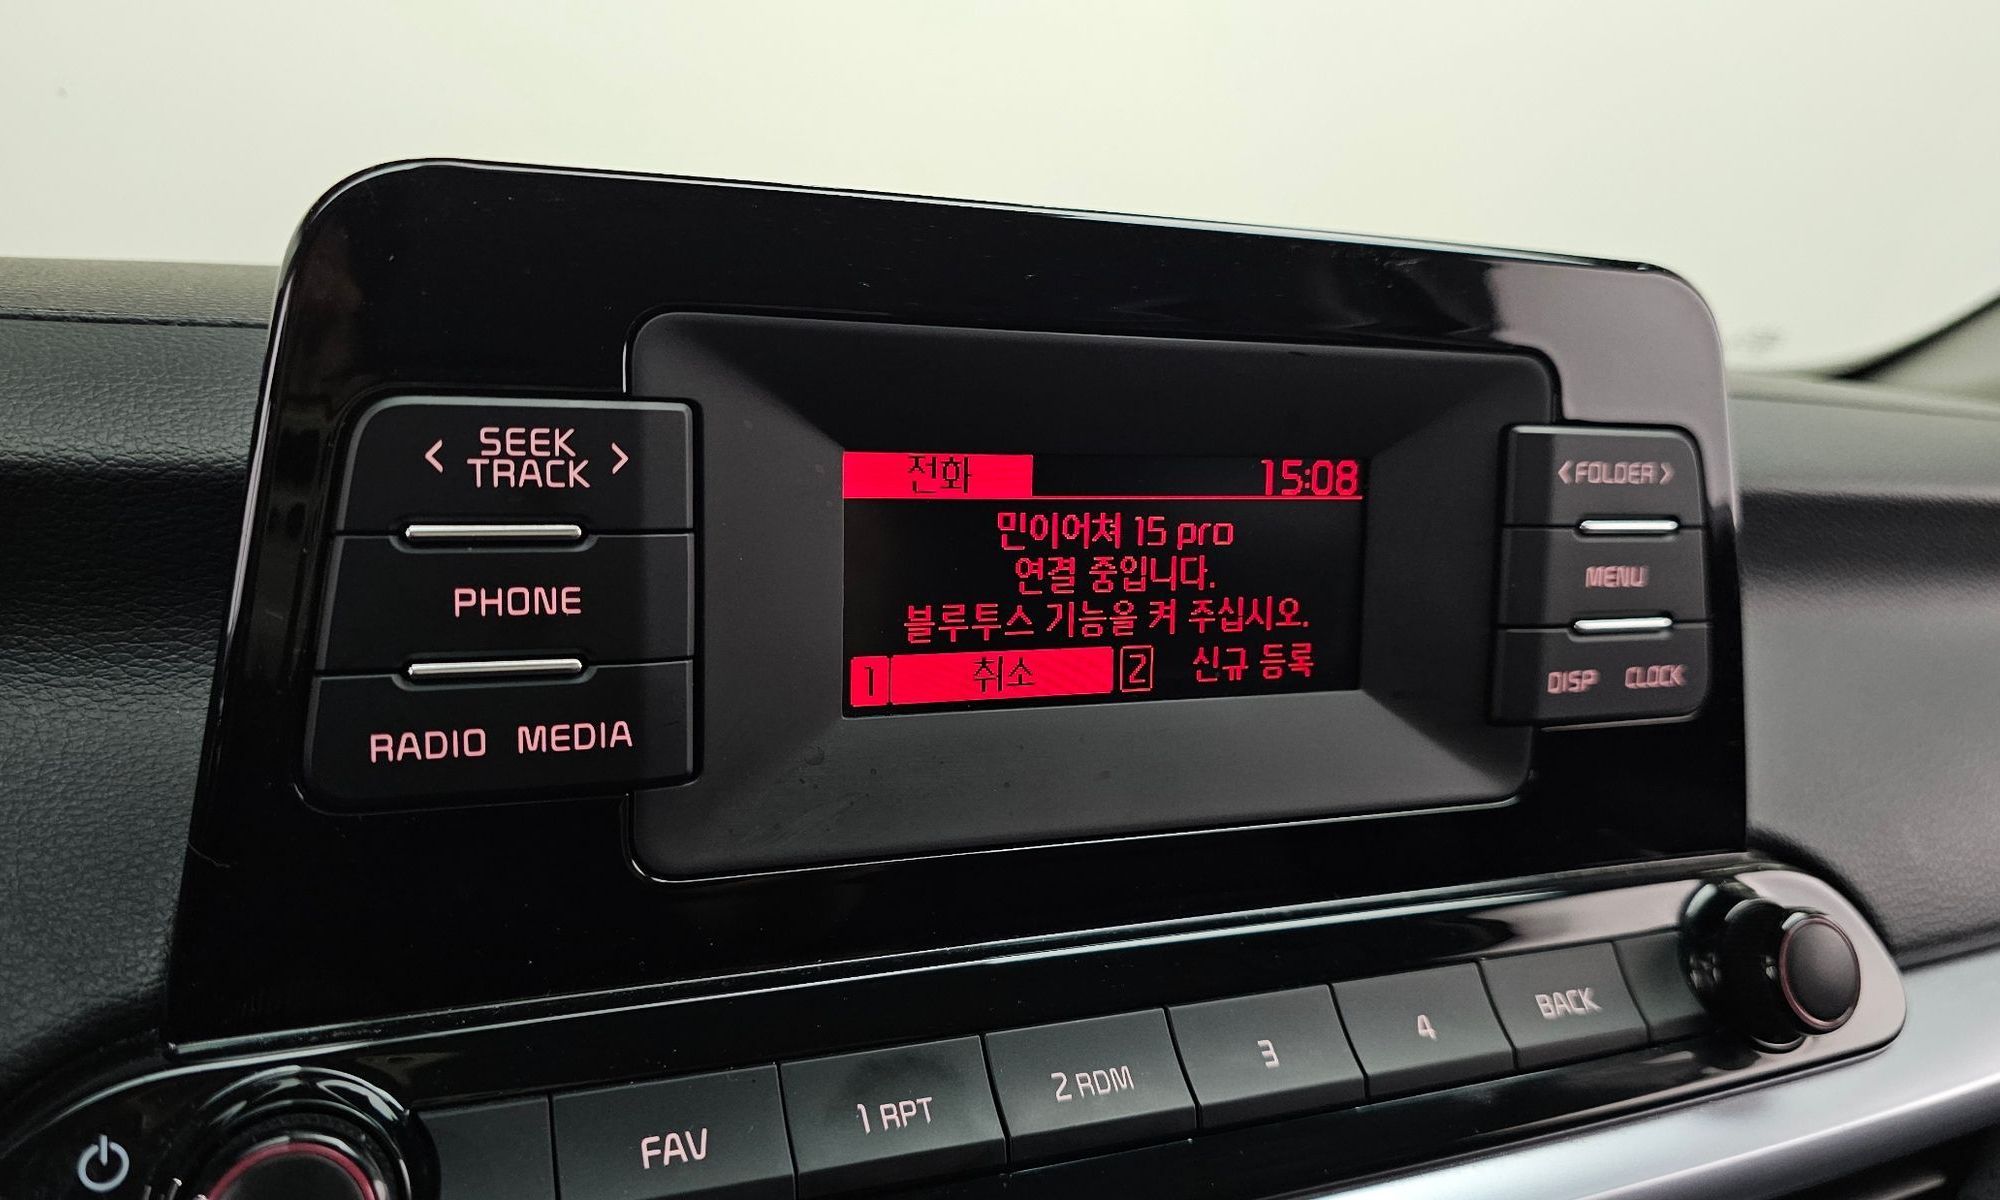 < SEEK TRACK >
PHONE
RADIO MEDIA
전화 15:08
민이어쳐 15 pro
연결 중입니다.
블루투스 기능을 켜 주십시오.
1 취소 2 신규 등록
<FOLDER>
MENU
DISP CLOCK
FAV 1 RPT 2 RDM 3 4 BACK